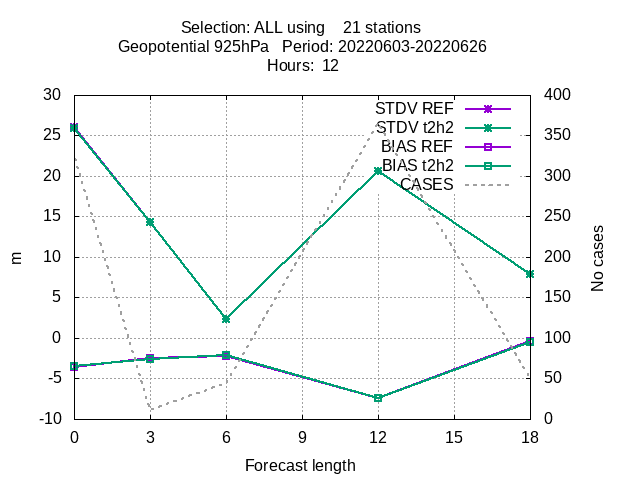 Selection: ALL using    21 stations
Geopotential 925hPa   Period: 20220603-20220626
Hours:  12
30 400
STDV REF
25 STDV t2h2 350
BIAS REF
20 BIAS t2h2 300
CASES
15 250
10 200
m
No cases
5 150
0 100
-5 50
-10 0
0 3 6 9 12 15 18
Forecast length